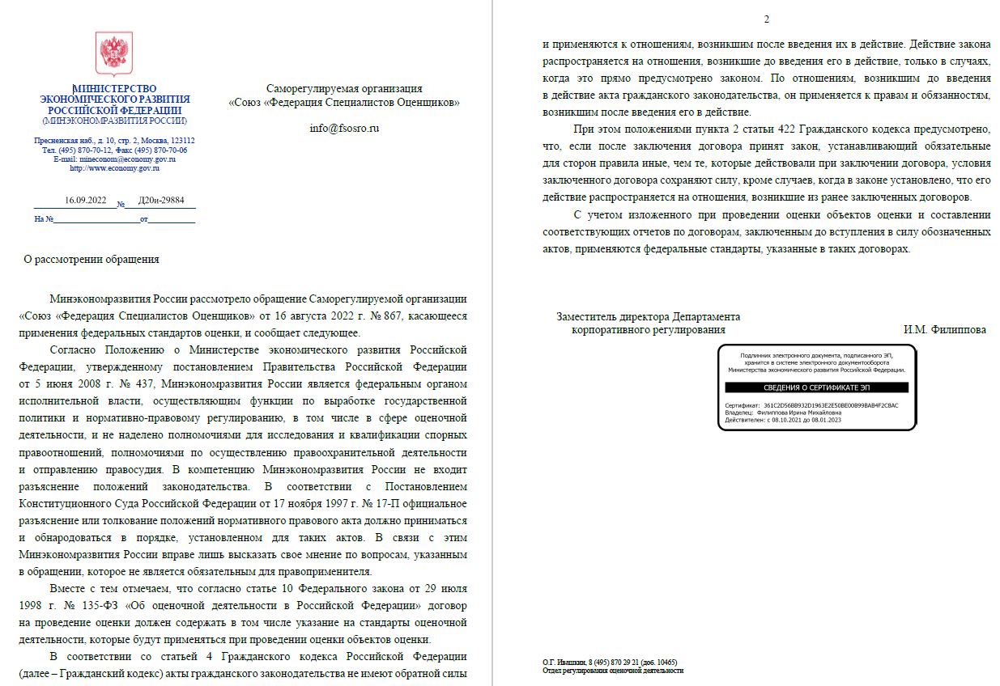 МИНИСТЕРСТВО
ЭКОНОМИЧЕСКОГО РАЗВИТИЯ
РОССИЙСКОЙ ФЕДЕРАЦИИ
(МИНЭКОНОМРАЗВИТИЯ РОССИИ)
Пресненская наб., д. 10, стр. 2, Москва, 123112
Тел. (495) 870-70-12, Факс (495) 870-70-06
E-mail: mineconom@economy.gov.ru
http://www.economy.gov.ru
16.09.2022 № Д20и-29884
На № от
Саморегулируемая организация
«Союз «Федерация Специалистов Оценщиков»
info@fsosro.ru
О рассмотрении обращения
Минэкономразвития России рассмотрело обращение Саморегулируемой организации
«Союз «Федерация Специалистов Оценщиков» от 16 августа 2022 г. № 867, касающееся
применения федеральных стандартов оценки, и сообщает следующее.
Согласно Положению о Министерстве экономического развития Российской
Федерации, утвержденному постановлением Правительства Российской Федерации
от 5 июня 2008 г. № 437, Минэкономразвития России является федеральным органом
исполнительной власти, осуществляющим функции по выработке государственной
политики и нормативно-правовому регулированию, в том числе в сфере оценочной
деятельности, и не наделено полномочиями для исследования и квалификации спорных
правоотношений, полномочиями по осуществлению правоохранительной деятельности
и отправлению правосудия. В компетенцию Минэкономразвития России не входит
разъяснение положений законодательства. В соответствии с Постановлением
Конституционного Суда Российской Федерации от 17 ноября 1997 г. № 17-П официальное
разъяснение или толкование положений нормативного правового акта должно приниматься
и обнародоваться в порядке, установленном для таких актов. В связи с этим
Минэкономразвития России вправе лишь высказать свое мнение по вопросам, указанным
в обращении, которое не является обязательным для правоприменителя.
Вместе с тем отмечаем, что согласно статье 10 Федерального закона от 29 июля
1998 г. № 135-ФЗ «Об оценочной деятельности в Российской Федерации» договор
на проведение оценки должен содержать в том числе указание на стандарты оценочной
деятельности, которые будут применяться при проведении оценки объектов оценки.
В соответствии со статьей 4 Гражданского кодекса Российской Федерации
(далее – Гражданский кодекс) акты гражданского законодательства не имеют обратной силы
2
и применяются к отношениям, возникшим после введения их в действие. Действие закона
распространяется на отношения, возникшие до введения его в действие, только в случаях,
когда это прямо предусмотрено законом. По отношениям, возникшим до введения
в действие акта гражданского законодательства, он применяется к правам и обязанностям,
возникшим после введения его в действие.
При этом положениями пункта 2 статьи 422 Гражданского кодекса предусмотрено,
что, если после заключения договора принят закон, устанавливающий обязательные
для сторон правила иные, чем те, которые действовали при заключении договора, условия
заключенного договора сохраняют силу, кроме случаев, когда в законе установлено, что его
действие распространяется на отношения, возникшие из ранее заключенных договоров.
С учетом изложенного при проведении оценки объектов оценки и составлении
соответствующих отчетов по договорам, заключенным до вступления в силу обозначенных
актов, применяются федеральные стандарты, указанные в таких договорах.
Заместитель директора Департамента
корпоративного регулирования И.М. Филиппова
Подлинник электронного документа, подписанного ЭП,
хранится в системе электронного документооборота
Министерства экономического развития Российской Федерации.
СВЕДЕНИЯ О СЕРТИФИКАТЕ ЭП
Сертификат: 361C2D56BB932D1963E2E50BE00B99BAB4F2C8AC
Владелец: Филиппова Ирина Михайловна
Действителен: с 08.10.2021 до 08.01.2023
О.Г. Ивашкин, 8 (495) 870 29 21 (доб. 10465)
Отдел регулирования оценочной деятельности